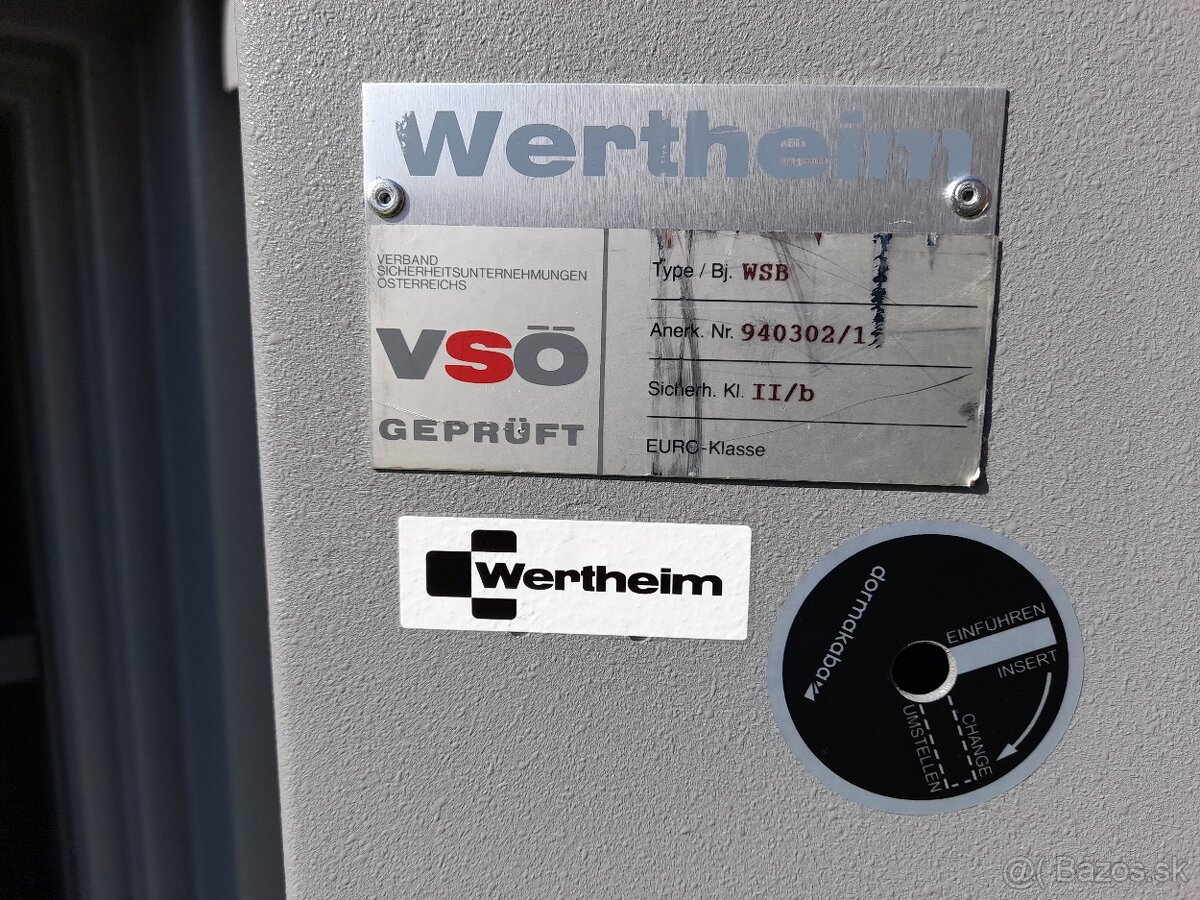 Wertheim
VERBAND
SICHERHEITSUNTERNEHMUNGEN
ÖSTERREICHS
VSÖ
GEPRÜFT
Type / Bj. WSB
Anerk. Nr. 940302/1
Sicherh. Kl. II/b
EURO-Klasse
Wertheim
dormakaba
EINFÜHREN
INSERT
CHANGE
UMSTELLEN
@( Bazos.sk